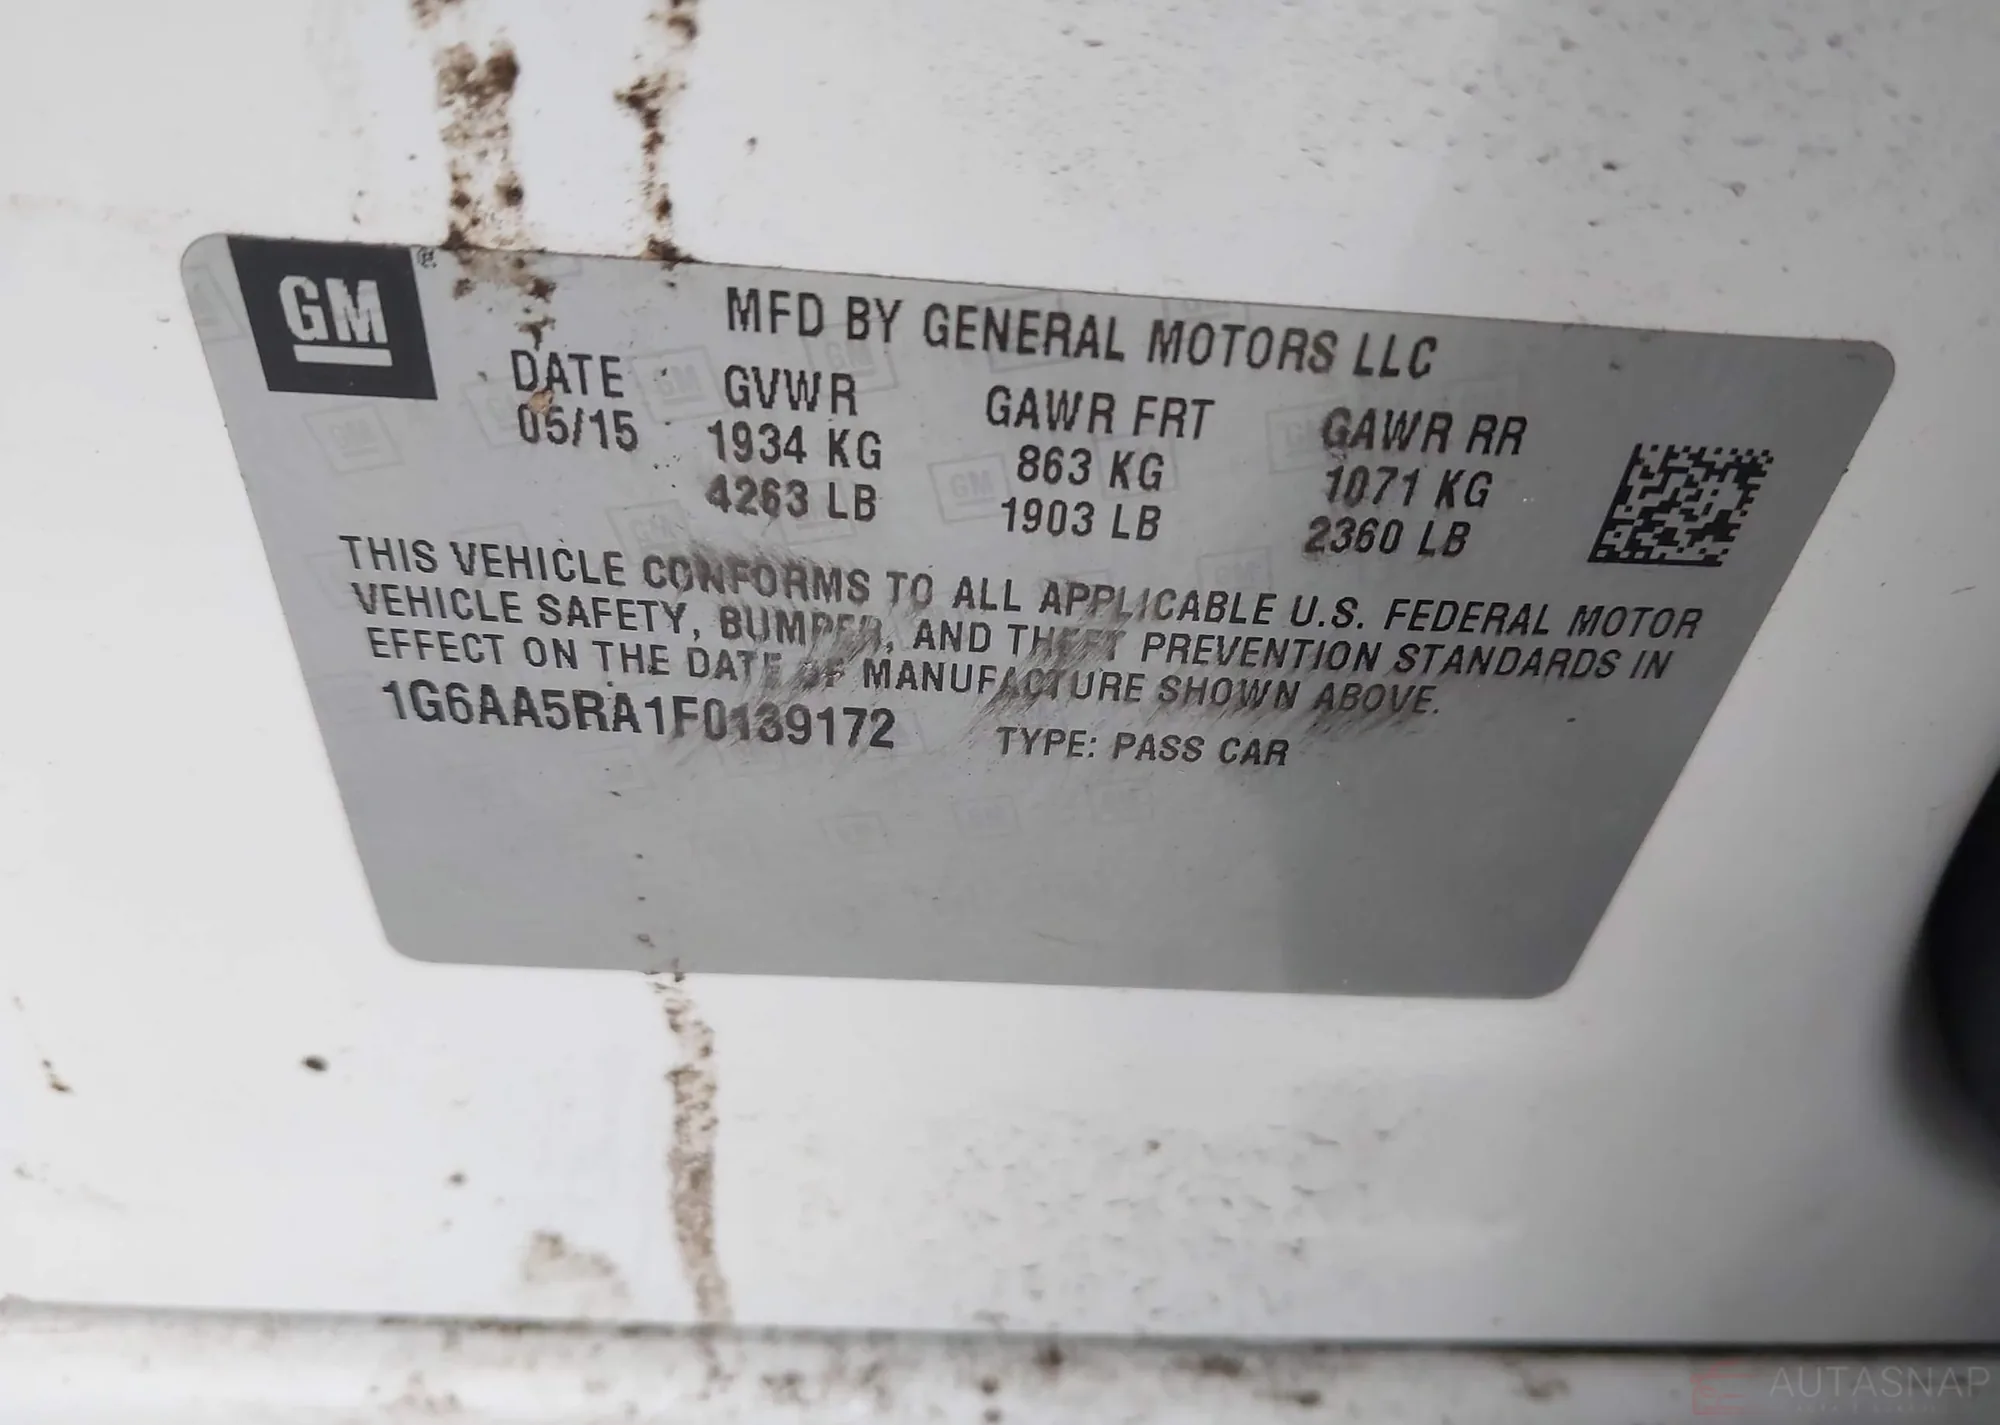 GM
MFD BY GENERAL MOTORS LLC
DATE GVWR GAWR FRT GAWR RR
05/15 1934 KG 863 KG 1071 KG
4263 LB 1903 LB 2360 LB
THIS VEHICLE CONFORMS TO ALL APPLICABLE U.S. FEDERAL MOTOR
VEHICLE SAFETY, BUMPER, AND THEFT PREVENTION STANDARDS IN
EFFECT ON THE DATE OF MANUFACTURE SHOWN ABOVE.
1G6AA5RA1F0139172 TYPE: PASS CAR
AUTASNAP